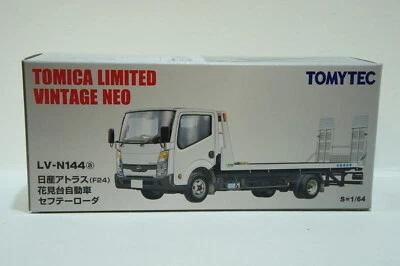 TOMICA LIMITED
VINTAGE NEO
TOMYTEC
LV-N144ⓐ
日産アトラス(F24)
花見台自動車
セフテーローダ
S=1/64